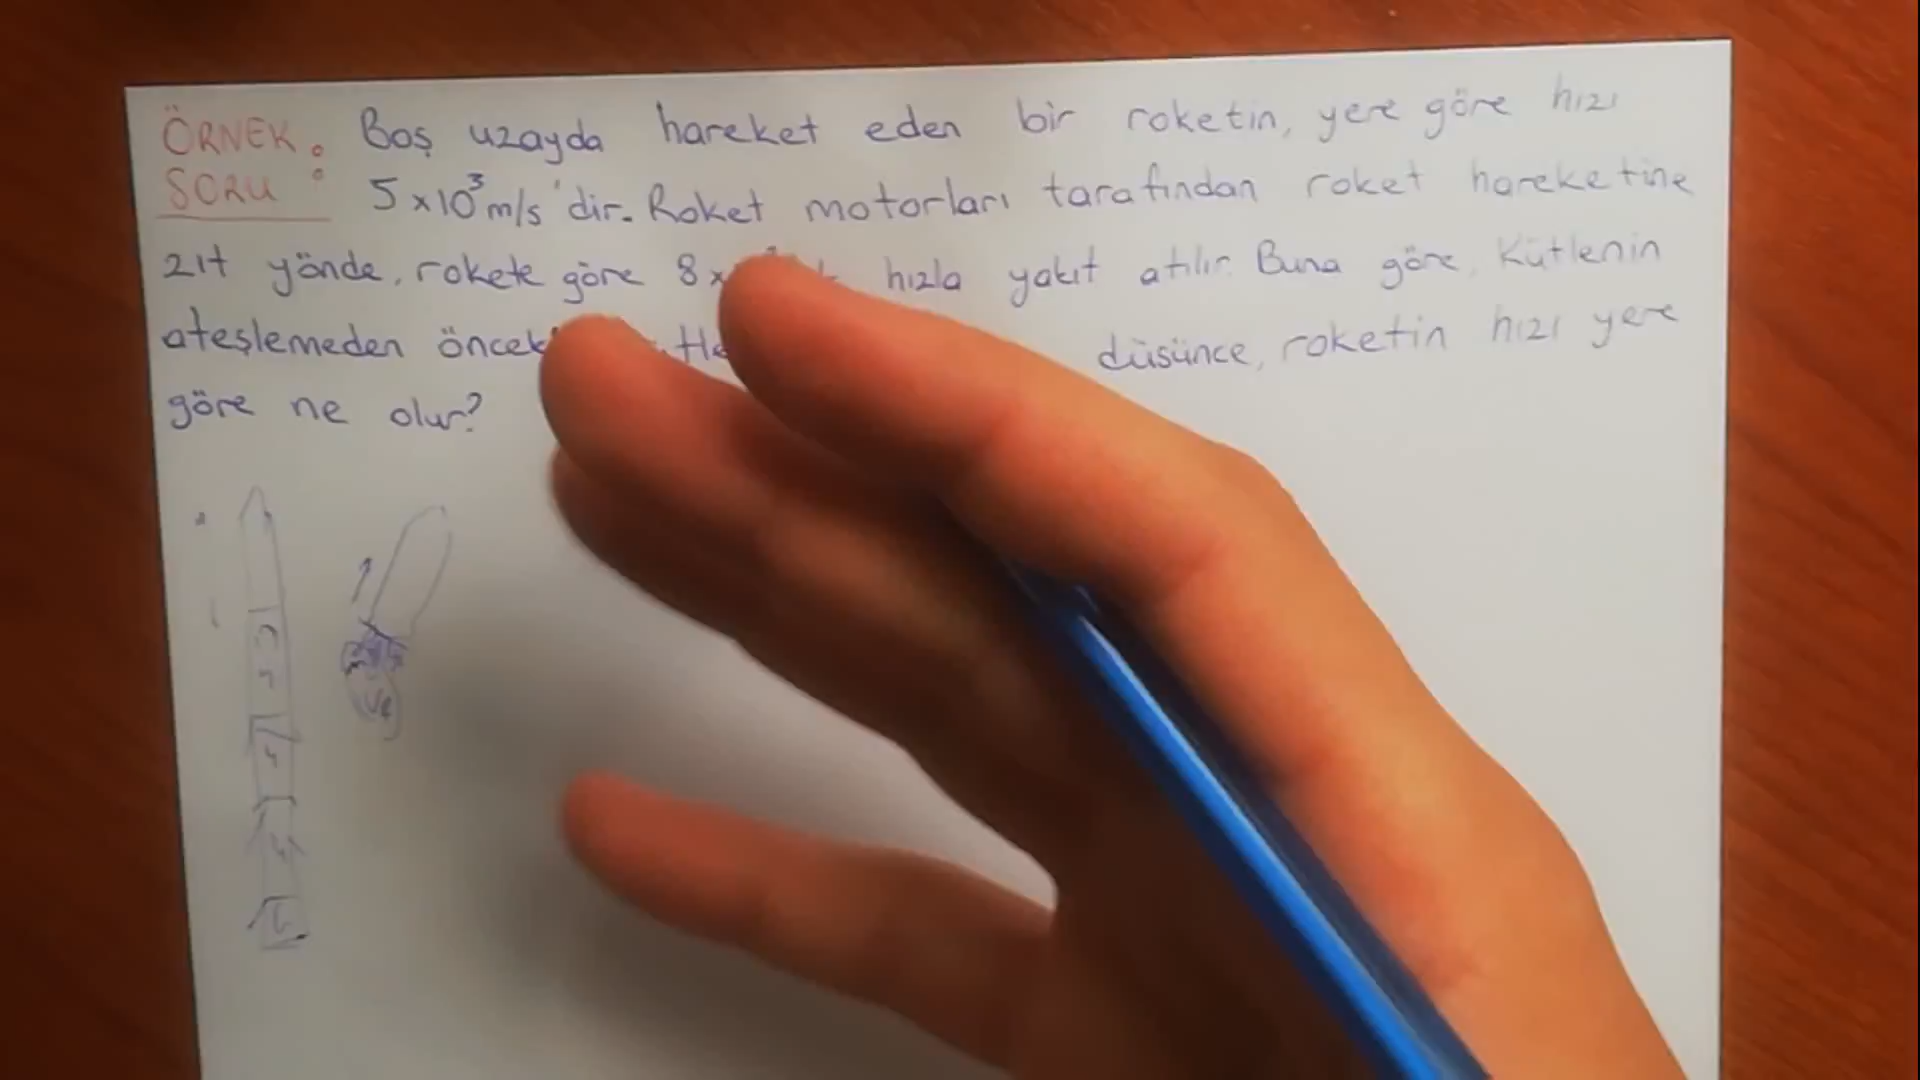 ÖRNEK: Boş uzayda hareket eden bir roketin, yere göre hızı
SORU 5x10³ m/s 'dir. Roket motorları tarafından roket hareketine
zıt yönde, rokete göre 8x hızla yakıt atılır. Buna göre, Kütlenin
ateşlemeden düşünce, roketin hızı yere
göre ne olur?